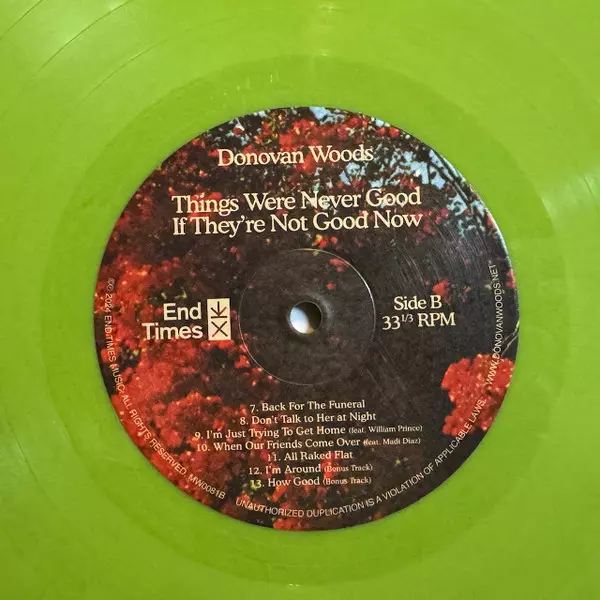 Donovan Woods
Things Were Never Good
If They're Not Good Now
End
Times
Side B
33 1/3 RPM
7. Back For The Funeral
8. Don't Talk to Her at Night
9. I'm Just Trying To Get Home (feat. William Prince)
10. When Our Friends Come Over (feat. Madi Diaz)
11. All Raked Flat
12. I'm Around (Bonus Track)
13. How Good (Bonus Track)
℗© 2024 END TIMES MUSIC. ALL RIGHTS RESERVED. MW0081B
UNAUTHORIZED DUPLICATION IS A VIOLATION OF APPLICABLE LAWS.
WWW.DONOVANWOODS.NET